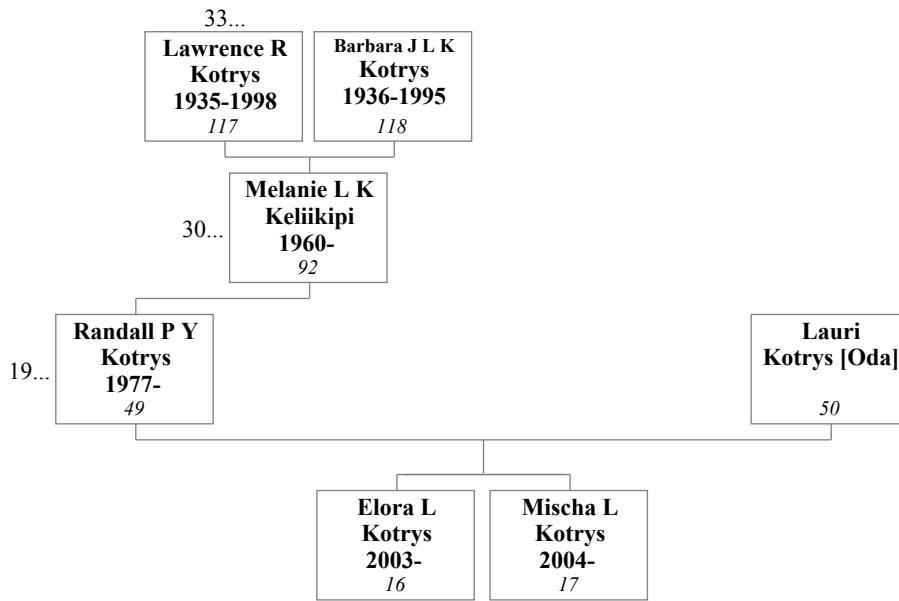 33...
Lawrence R
Kotrys
1935-1998
117
Barbara J L K
Kotrys
1936-1995
118
30...
Melanie L K
Keliikipi
1960-
92
19...
Randall P Y
Kotrys
1977-
49
Lauri
Kotrys [Oda]
50
Elora L
Kotrys
2003-
16
Mischa L
Kotrys
2004-
17